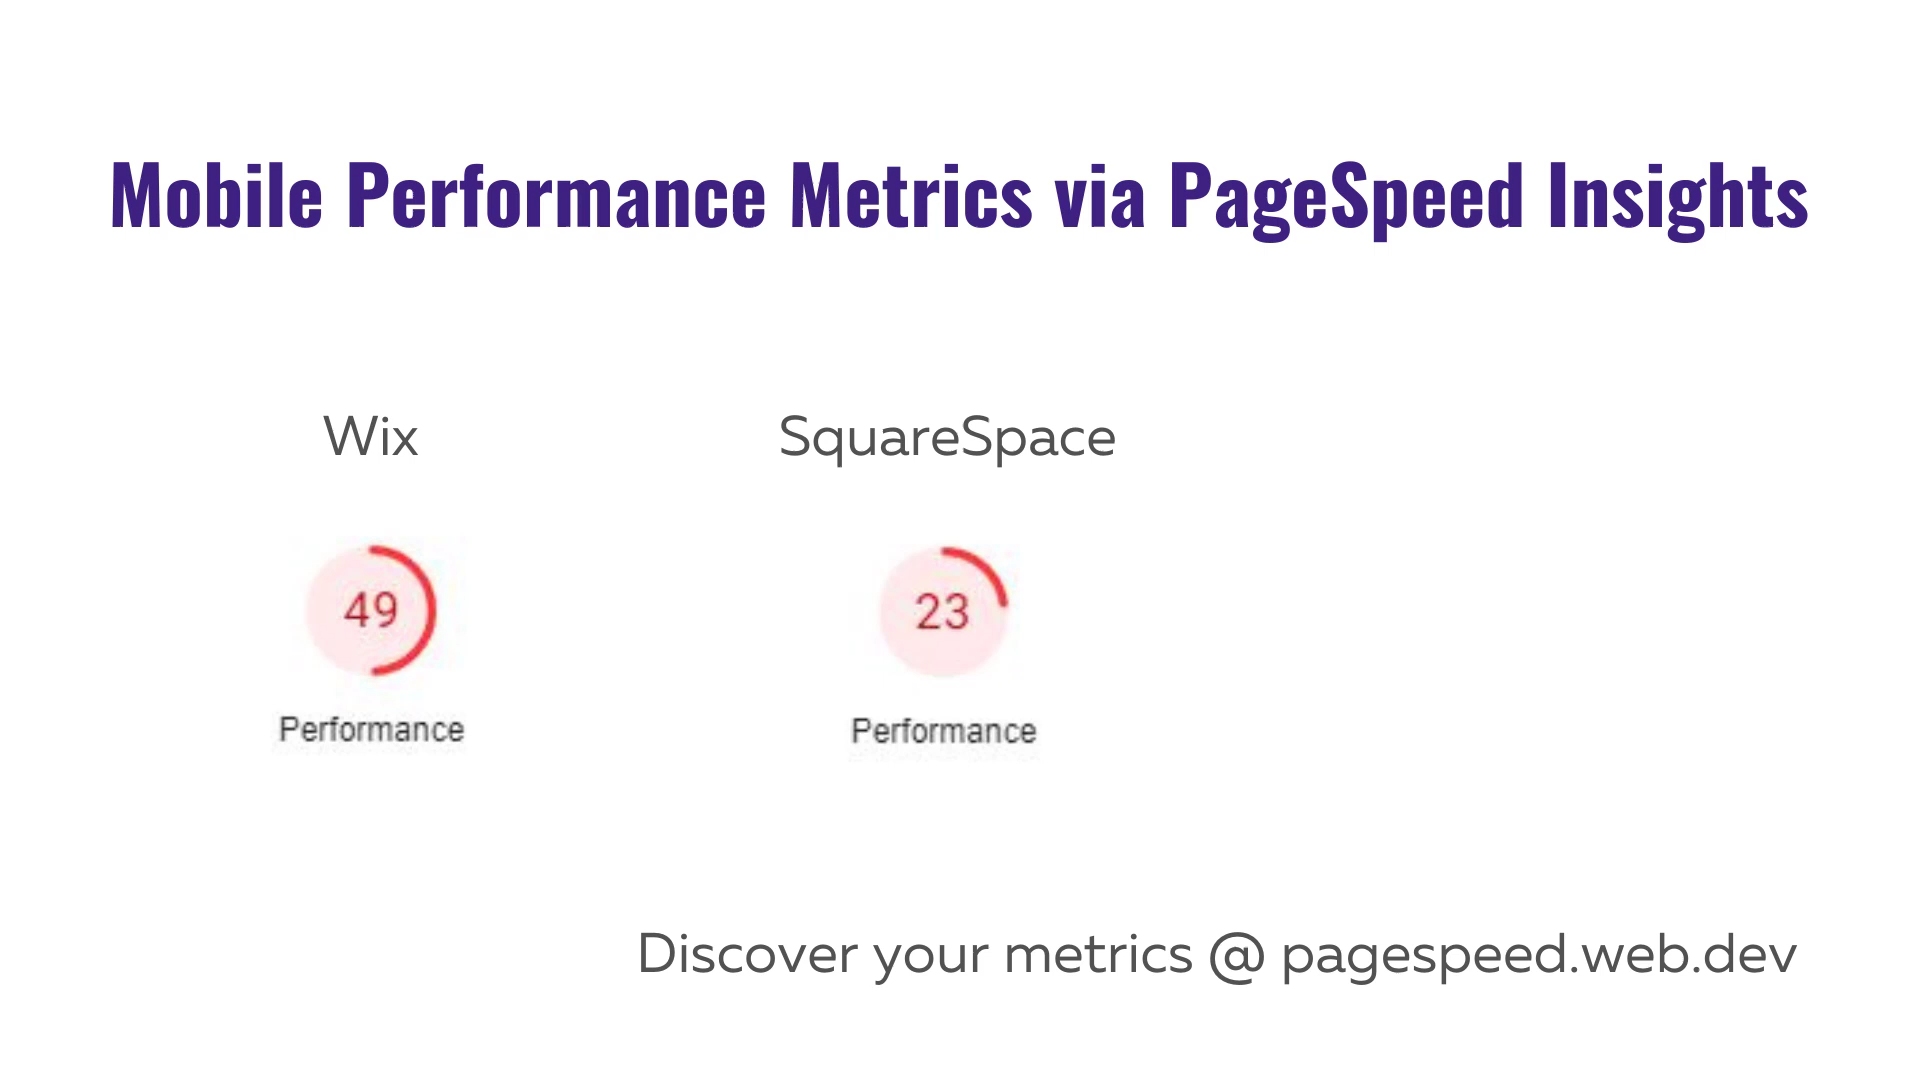 Mobile Performance Metrics via PageSpeed Insights
Wix
SquareSpace
49
23
Performance
Performance
Discover your metrics @ pagespeed.web.dev